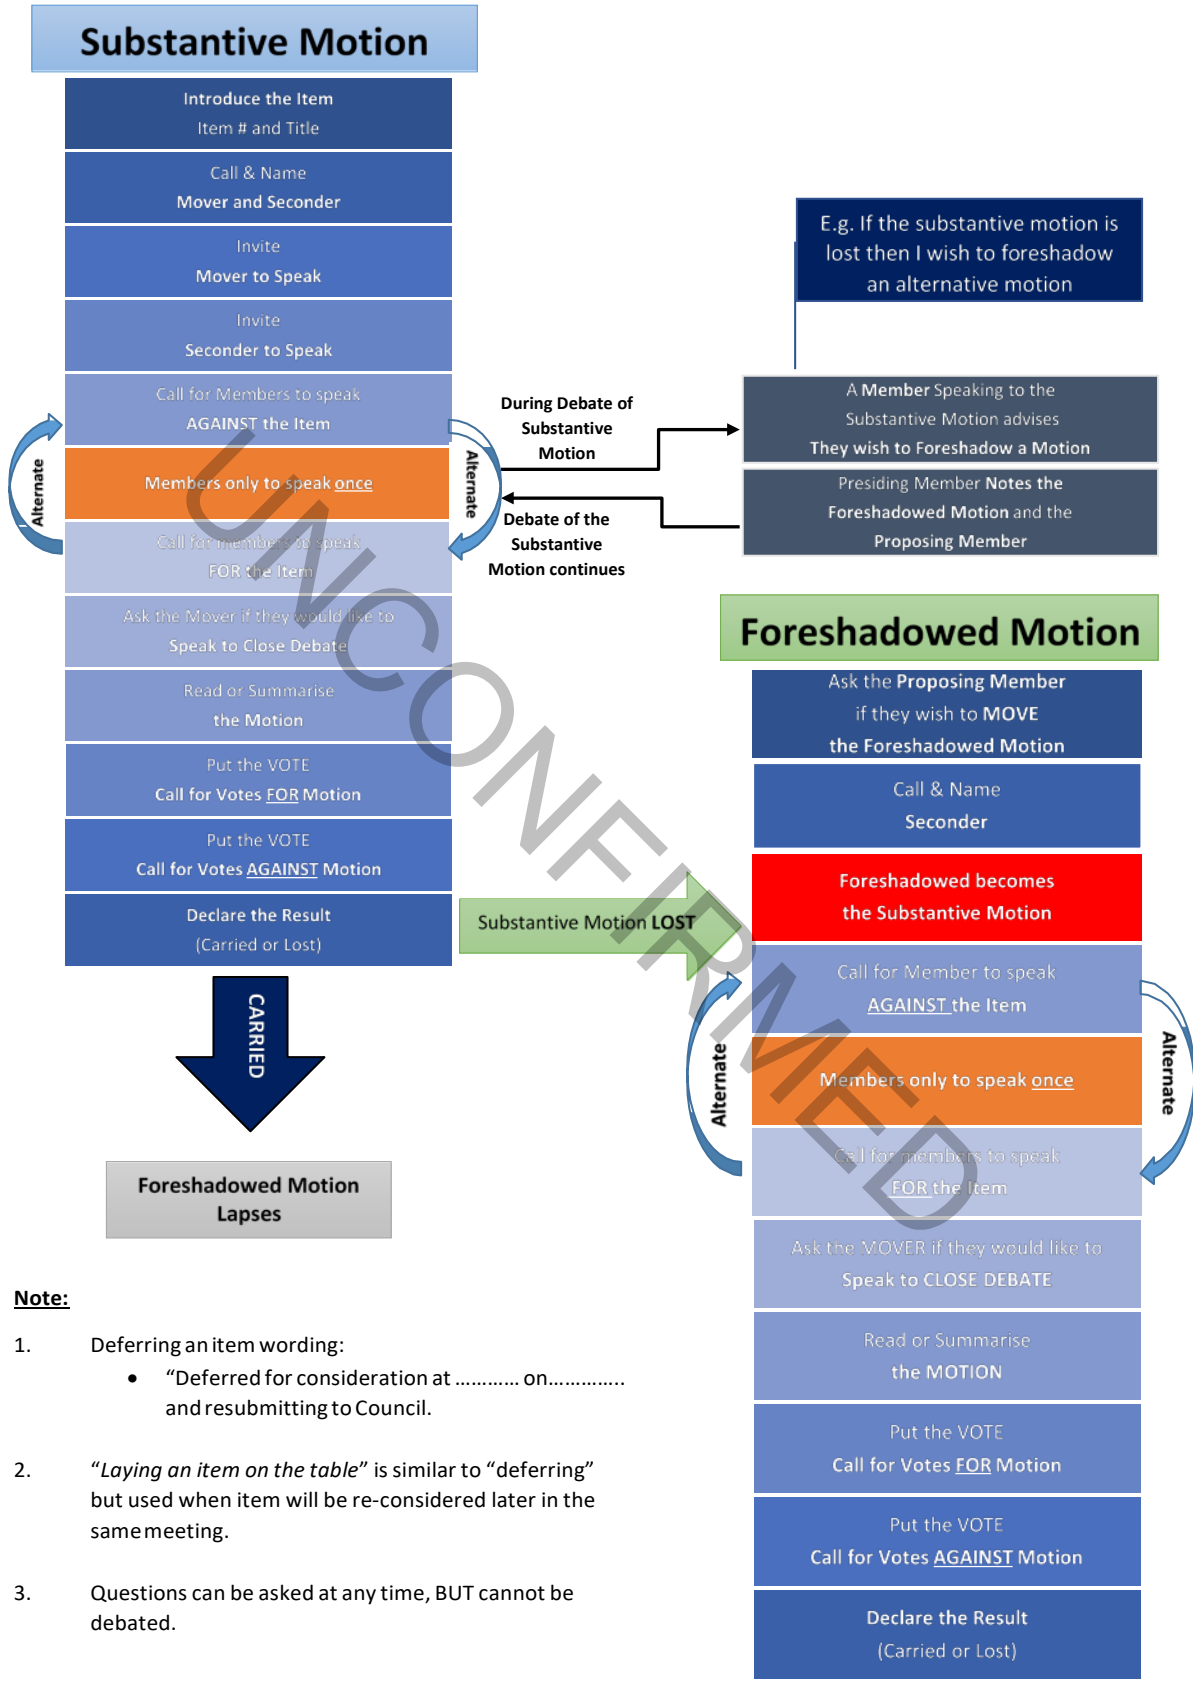 Substantive Motion
Introduce the Item
Item # and Title
Call & Name
Mover and Seconder
Invite
Mover to Speak
Invite
Seconder to Speak
Call for Members to speak
AGAINST the Item
Members only to speak once
Call for members to speak
FOR the Item
Alternate
Alternate
Ask the Mover if they would like to
Speak to Close Debate
Read or Summarise
the Motion
Put the VOTE
Call for Votes FOR Motion
Put the VOTE
Call for Votes AGAINST Motion
Declare the Result
(Carried or Lost)
CARRIED
Foreshadowed Motion
Lapses
During Debate of
Substantive
Motion
Debate of the
Substantive
Motion continues
E.g. If the substantive motion is
lost then I wish to foreshadow
an alternative motion
A Member Speaking to the
Substantive Motion advises
They wish to Foreshadow a Motion
Presiding Member Notes the
Foreshadowed Motion and the
Proposing Member
Substantive Motion LOST
Foreshadowed Motion
Ask the Proposing Member
if they wish to MOVE
the Foreshadowed Motion
Call & Name
Seconder
Foreshadowed becomes
the Substantive Motion
Call for Member to speak
AGAINST the Item
Members only to speak once
Call for members to speak
FOR the Item
Alternate
Alternate
Ask the MOVER if they would like to
Speak to CLOSE DEBATE
Read or Summarise
the MOTION
Put the VOTE
Call for Votes FOR Motion
Put the VOTE
Call for Votes AGAINST Motion
Declare the Result
(Carried or Lost)
UNCONFIRMED
Note:
1. Deferring an item wording:
• “Deferred for consideration at ………… on…………..
and resubmitting to Council.
2. “Laying an item on the table” is similar to “deferring”
but used when item will be re-considered later in the
same meeting.
3. Questions can be asked at any time, BUT cannot be
debated.